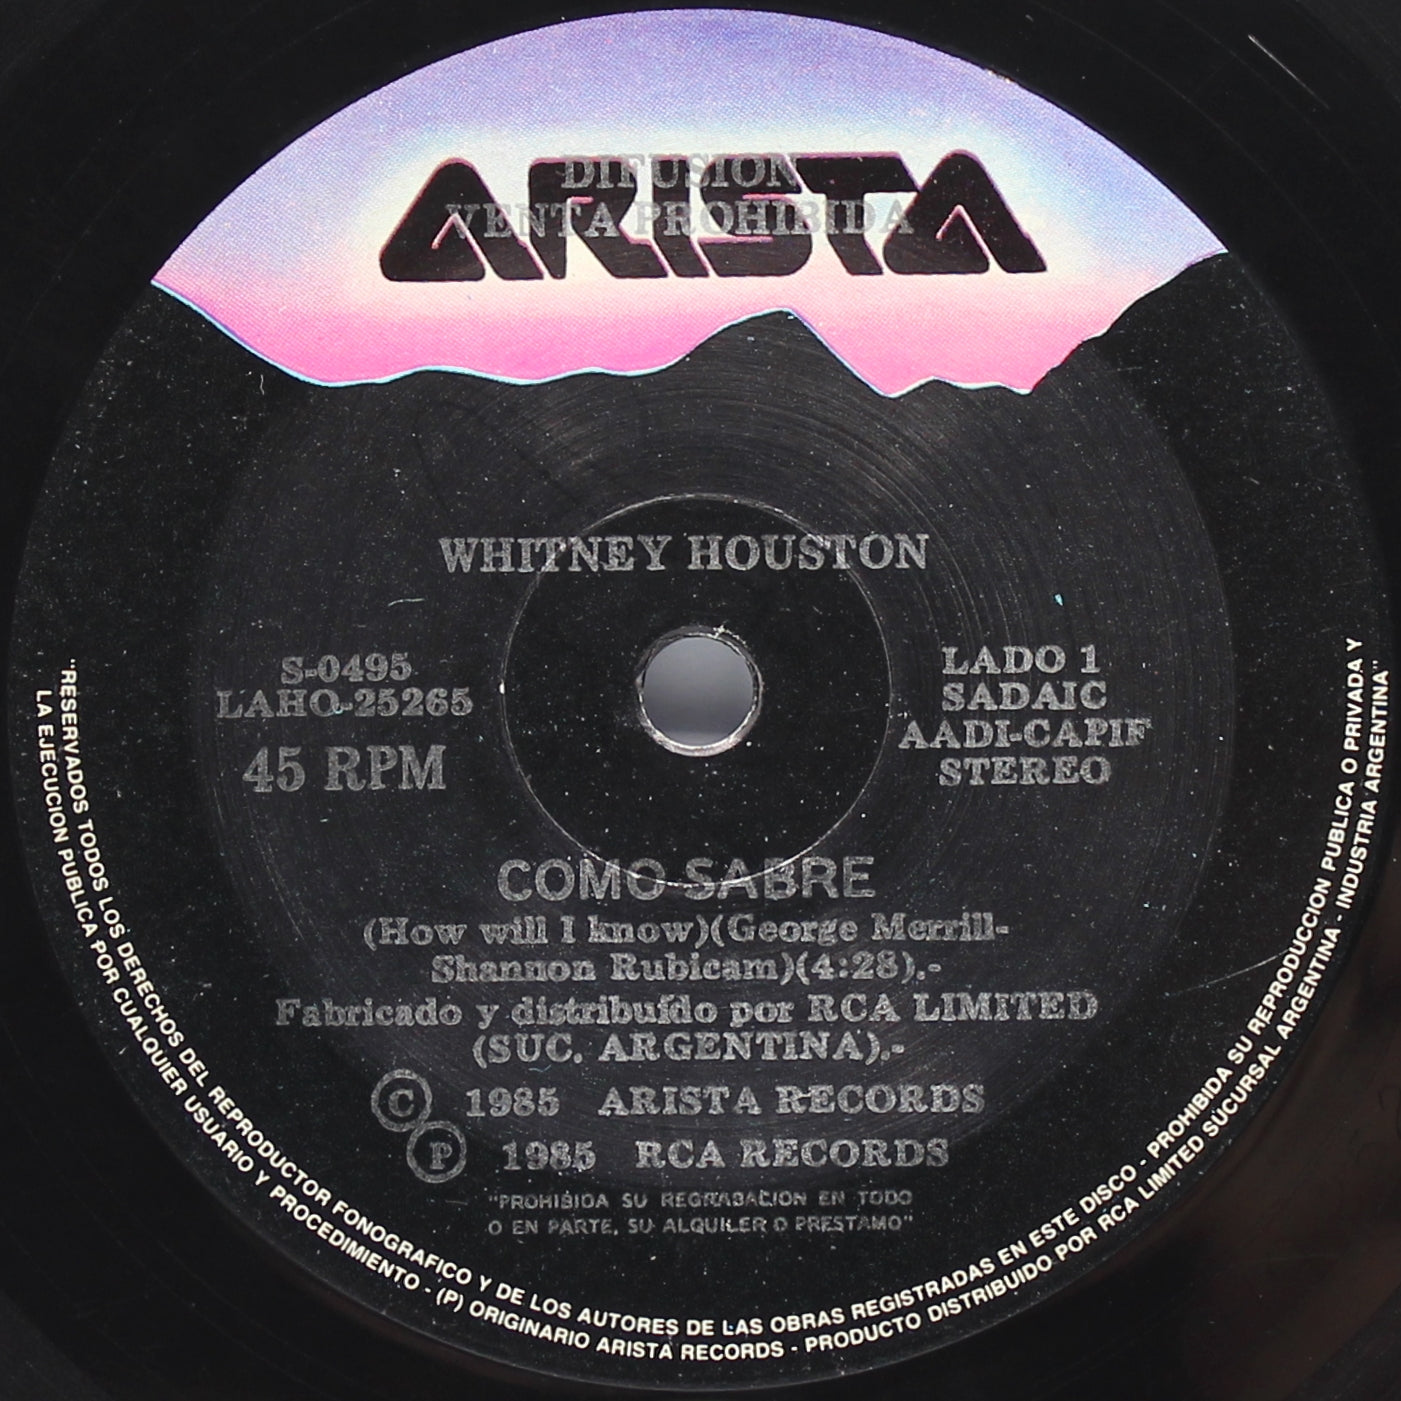 ARISTA
DIFUSION
VENTA PROHIBIDA
WHITNEY HOUSTON
S-0495
LAHO-25265
45 RPM
LADO 1
SADAIC
AADI-CAPIF
STEREO
COMO SABRE
(How will I know)(George Merrill-
Shannon Rubicam)(4:28).-
Fabricado y distribuído por RCA LIMITED
(SUC. ARGENTINA).-
© 1985 ARISTA RECORDS
Ⓟ 1985 RCA RECORDS
"PROHIBIDA SU REGRABACION EN TODO
O EN PARTE, SU ALQUILER O PRESTAMO"
"RESERVADOS TODOS LOS DERECHOS DEL REPRODUCTOR FONOGRAFICO Y DE LOS AUTORES DE LAS OBRAS REGISTRADAS EN ESTE DISCO - PROHIBIDA SU REPRODUCCION PUBLICA O PRIVADA Y
LA EJECUCION PUBLICA POR CUALQUIER USUARIO Y PROCEDIMIENTO - (P) ORIGINARIO ARISTA RECORDS - PRODUCTO DISTRIBUIDO POR RCA LIMITED SUCURSAL ARGENTINA - INDUSTRIA ARGENTINA"